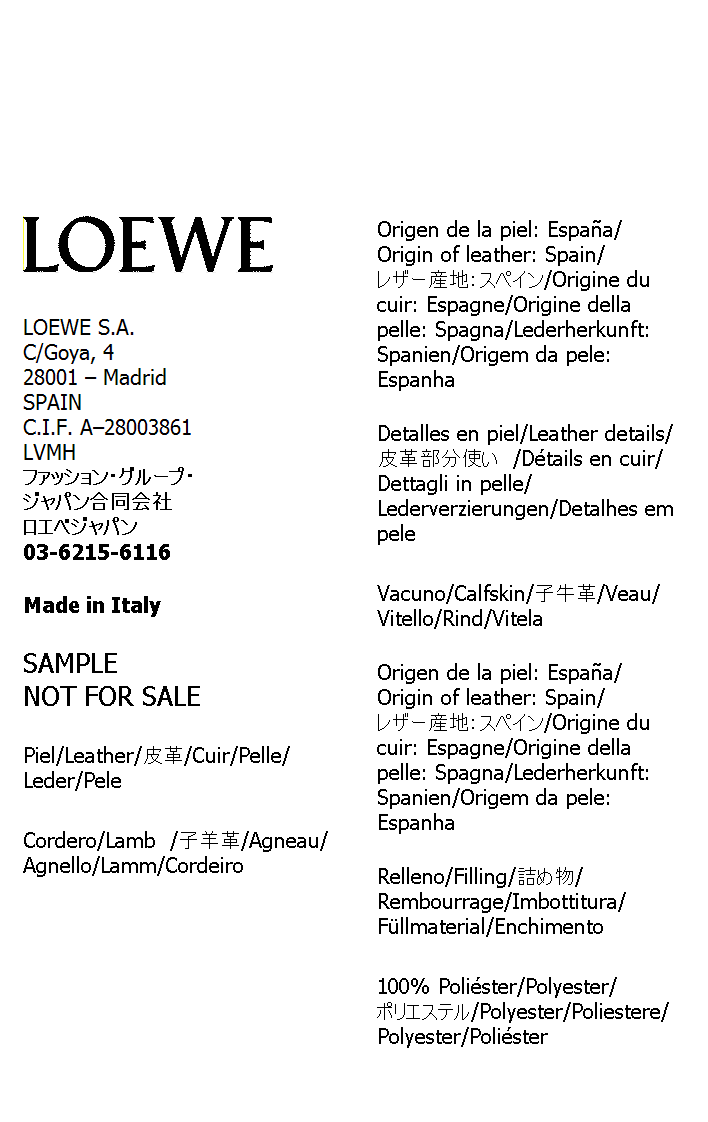 LOEWE
LOEWE S.A.
C/Goya, 4
28001 – Madrid
SPAIN
C.I.F. A–28003861
LVMH
ファッション・グループ・
ジャパン合同会社
ロエベジャパン
03-6215-6116
Made in Italy
SAMPLE
NOT FOR SALE
Piel/Leather/皮革/Cuir/Pelle/
Leder/Pele
Cordero/Lamb /子羊革/Agneau/
Agnello/Lamm/Cordeiro
Origen de la piel: España/
Origin of leather: Spain/
レザー産地：スペイン/Origine du
cuir: Espagne/Origine della
pelle: Spagna/Lederherkunft:
Spanien/Origem da pele:
Espanha
Detalles en piel/Leather details/
皮革部分使い /Détails en cuir/
Dettagli in pelle/
Lederverzierungen/Detalhes em
pele
Vacuno/Calfskin/子牛革/Veau/
Vitello/Rind/Vitela
Origen de la piel: España/
Origin of leather: Spain/
レザー産地：スペイン/Origine du
cuir: Espagne/Origine della
pelle: Spagna/Lederherkunft:
Spanien/Origem da pele:
Espanha
Relleno/Filling/詰め物/
Rembourrage/Imbottitura/
Füllmaterial/Enchimento
100% Poliéster/Polyester/
ポリエステル/Polyester/Poliestere/
Polyester/Poliéster